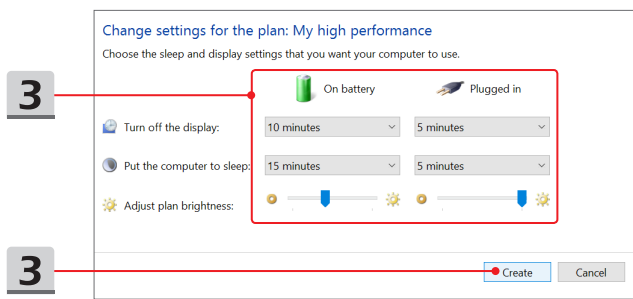 Change settings for the plan: My high performance
Choose the sleep and display settings that you want your computer to use.
3
On battery Plugged in
Turn off the display: 10 minutes 5 minutes
Put the computer to sleep: 15 minutes 5 minutes
Adjust plan brightness:
3
Create Cancel